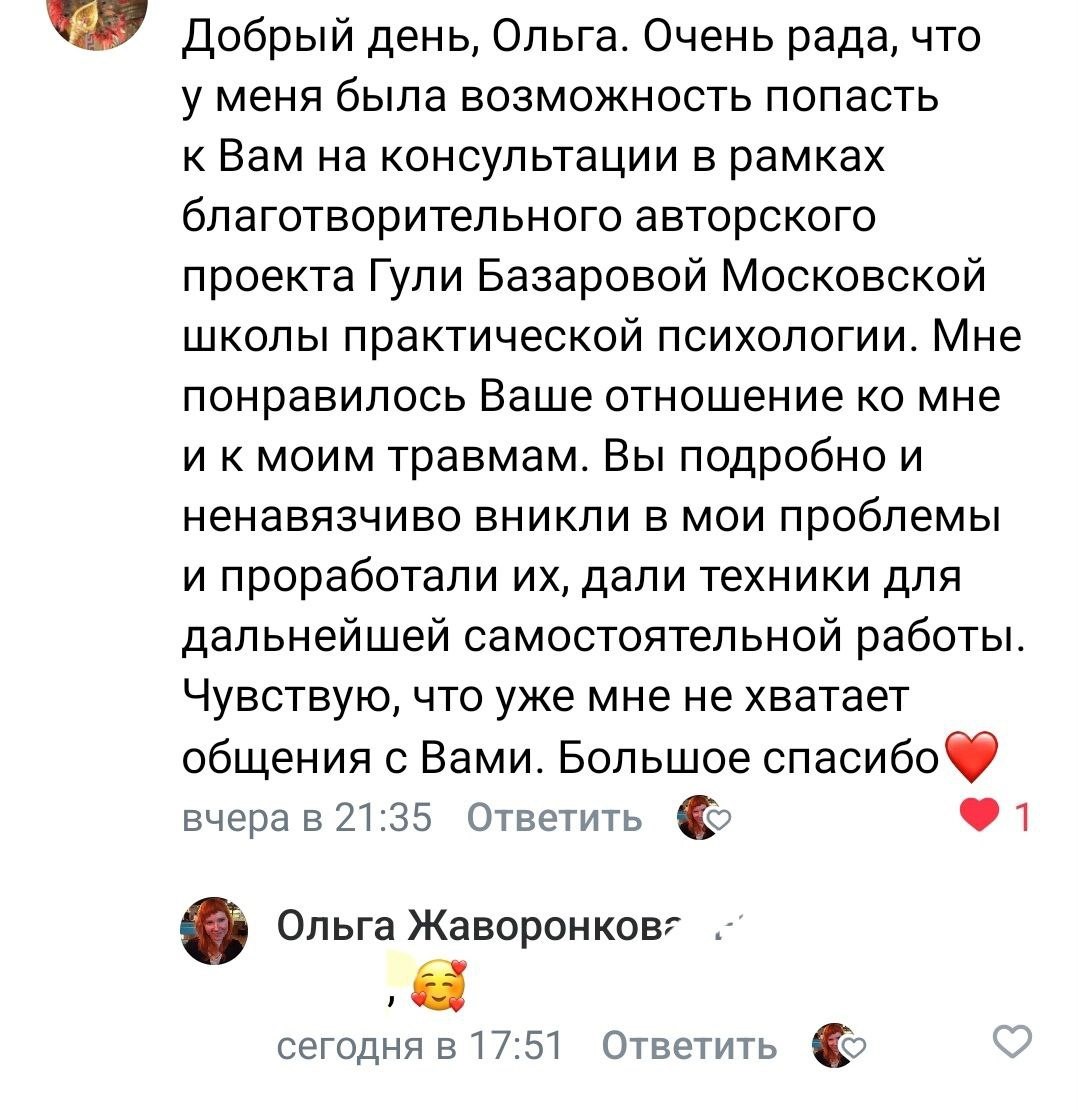 Добрый день, Ольга. Очень рада, что
у меня была возможность попасть
к Вам на консультации в рамках
благотворительного авторского
проекта Гули Базаровой Московской
школы практической психологии. Мне
понравилось Ваше отношение ко мне
и к моим травмам. Вы подробно и
ненавязчиво вникли в мои проблемы
и проработали их, дали техники для
дальнейшей самостоятельной работы.
Чувствую, что уже мне не хватает
общения с Вами. Большое спасибо❤️
вчера в 21:35 Ответить 1
Ольга Жаворонкова
, 🥰
сегодня в 17:51 Ответить